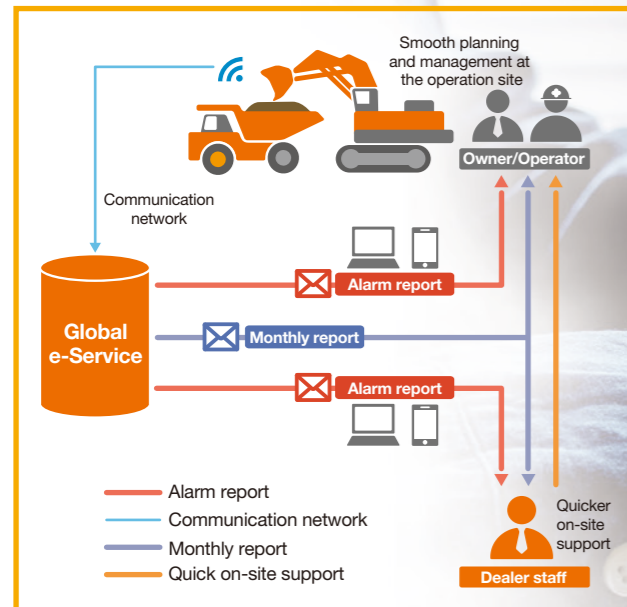 Smooth planning
and management at
the operation site
Owner/Operator
Communication
network
Alarm report
Global
e-Service
Monthly report
Alarm report
Alarm report
Communication network
Monthly report
Quick on-site support
Quicker
on-site
support
Dealer staff